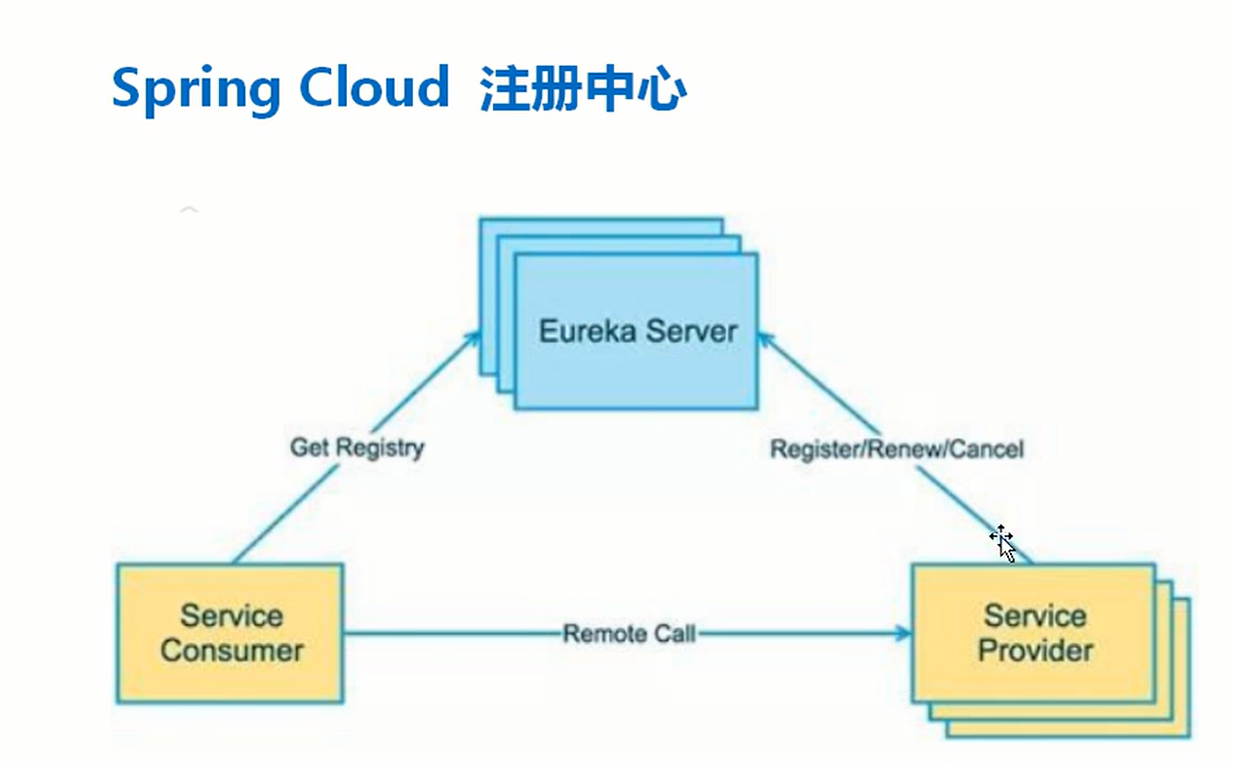 Spring Cloud 注册中心
Eureka Server
Get Registry
Register/Renew/Cancel
Service
Consumer
Remote Call
Service
Provider